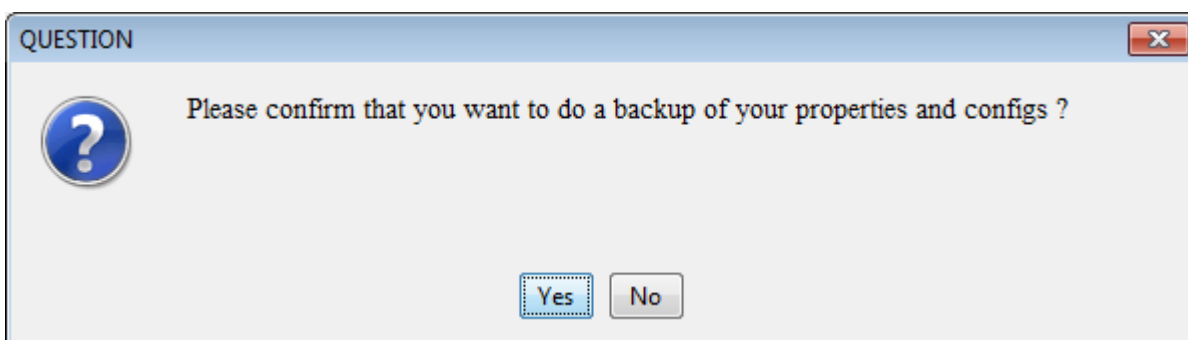 QUESTION
Please confirm that you want to do a backup of your properties and configs ?
Yes No